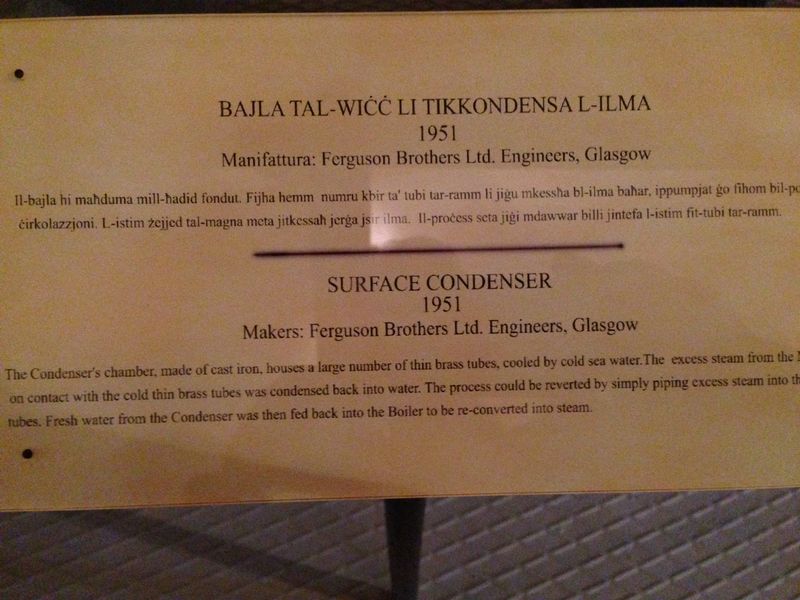 BAJLA TAL-WIĊĊ LI TIKKONDENSA L-ILMA
1951
Manifattura: Ferguson Brothers Ltd. Engineers, Glasgow
Il-bajla hi maħduma mill-ħadid fondut. Fijha hemm numru kbir ta' tubi tar-ramm li jiġu mkessħa bl-ilma baħar, ippumpjat ġo fihom
ċirkolazzjoni. L-istim żejjed tal-magna meta jitkessaħ jerġa jsir ilma. Il-proċess seta jiġi mdawwar billi jintefa l-istim fit-tubi tar-ramm.
SURFACE CONDENSER
1951
Makers: Ferguson Brothers Ltd. Engineers, Glasgow
The Condenser's chamber, made of cast iron, houses a large number of thin brass tubes, cooled by cold sea water.The excess steam from the
on contact with the cold thin brass tubes was condensed back into water. The process could be reverted by simply piping excess steam into
tubes. Fresh water from the Condenser was then fed back into the Boiler to be re-converted into steam.